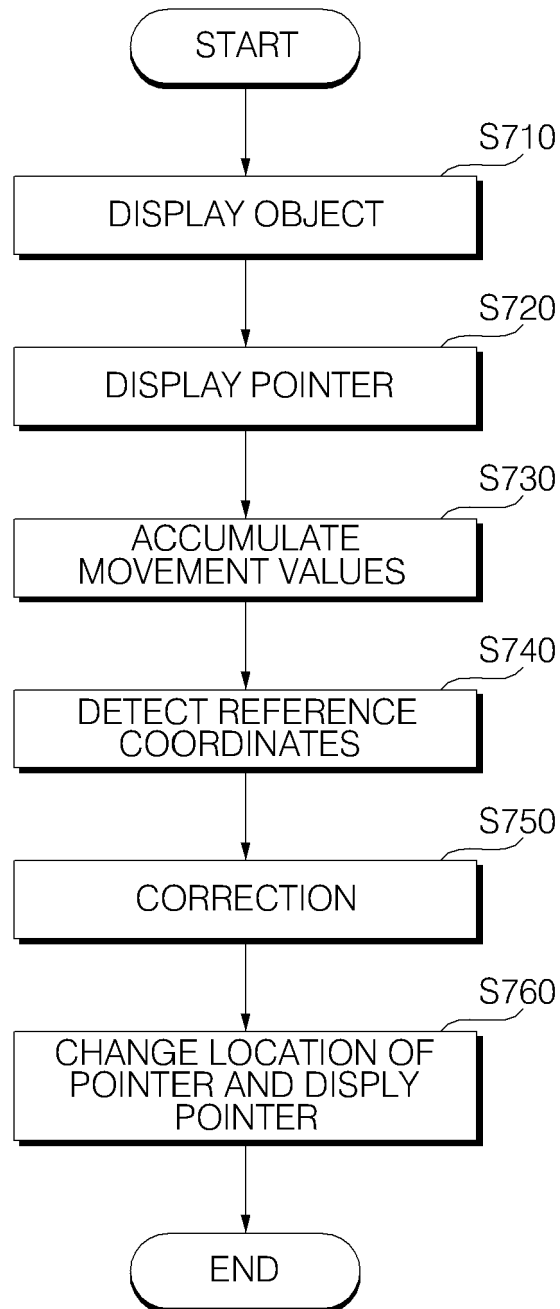 START
S710
DISPLAY OBJECT
S720
DISPLAY POINTER
S730
ACCUMULATE
MOVEMENT VALUES
S740
DETECT REFERENCE
COORDINATES
S750
CORRECTION
S760
CHANGE LOCATION OF
POINTER AND DISPLY
POINTER
END